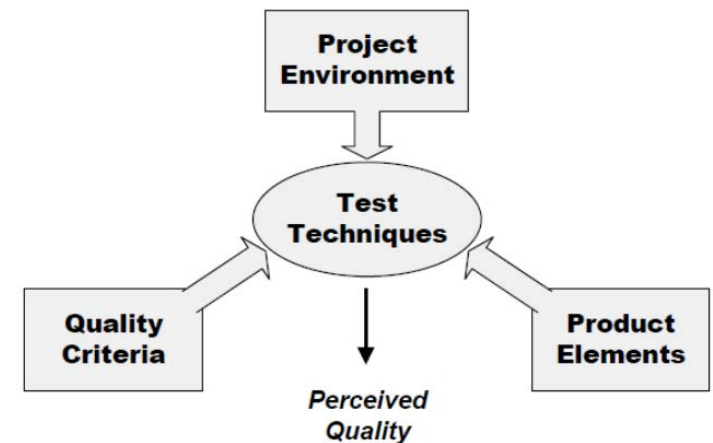 Project
Environment
Test
Techniques
Quality
Criteria
Product
Elements
Perceived
Quality